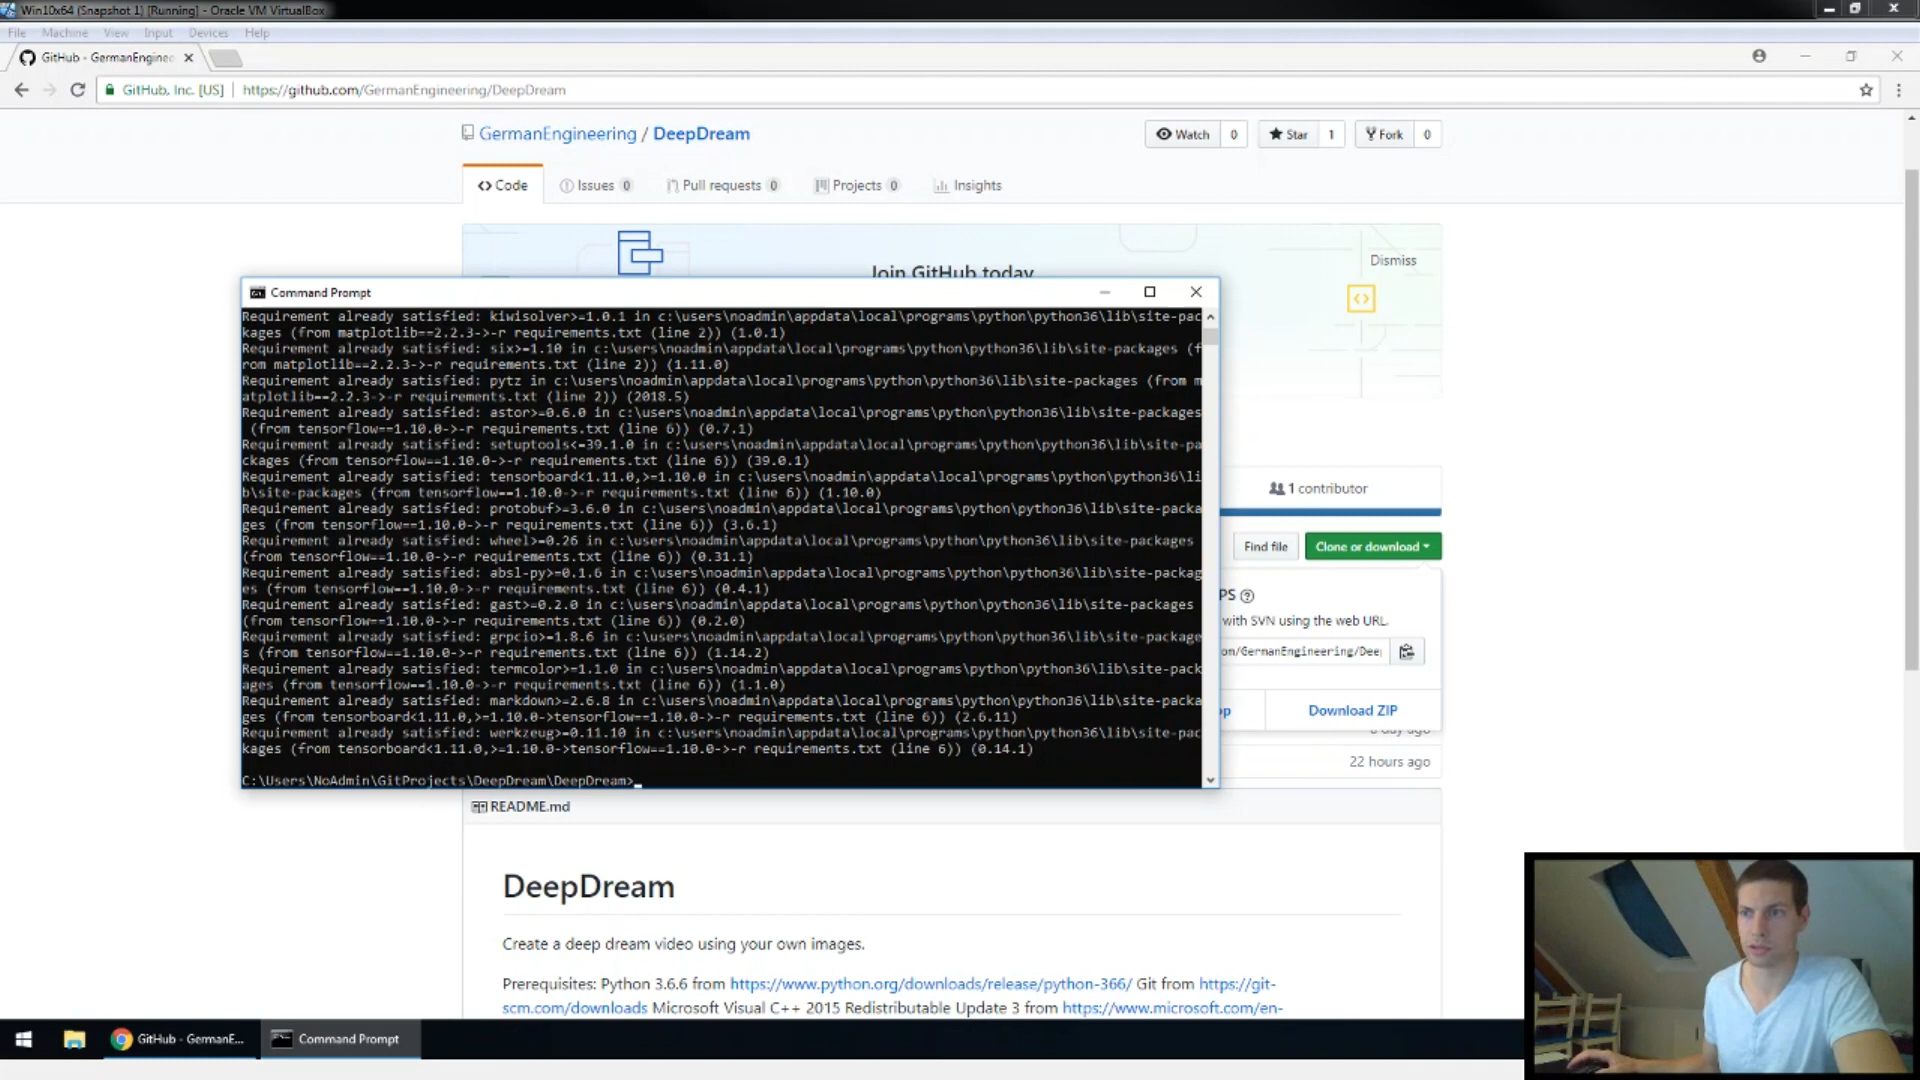 Win10x64 (Snapshot 1) [Running] - Oracle VM VirtualBox
File Machine View Input Devices Help
GitHub - GermanEnginee
GitHub, Inc. [US] | https://github.com/GermanEngineering/DeepDream
GermanEngineering / DeepDream
Watch 0 Star 1 Fork 0
Code Issues 0 Pull requests 0 Projects 0 Insights
Join GitHub today
Dismiss
Command Prompt
Requirement already satisfied: kiwisolver>=1.0.1 in c:\users\noadmin\appdata\local\programs\python\python36\lib\site-pac
kages (from matplotlib==2.2.3->-r requirements.txt (line 2)) (1.0.1)
Requirement already satisfied: six>=1.10 in c:\users\noadmin\appdata\local\programs\python\python36\lib\site-packages (f
rom matplotlib==2.2.3->-r requirements.txt (line 2)) (1.11.0)
Requirement already satisfied: pytz in c:\users\noadmin\appdata\local\programs\python\python36\lib\site-packages (from m
atplotlib==2.2.3->-r requirements.txt (line 2)) (2018.5)
Requirement already satisfied: astor>=0.6.0 in c:\users\noadmin\appdata\local\programs\python\python36\lib\site-packages
(from tensorflow==1.10.0->-r requirements.txt (line 6)) (0.7.1)
Requirement already satisfied: setuptools<=39.1.0 in c:\users\noadmin\appdata\local\programs\python\python36\lib\site-pa
ckages (from tensorflow==1.10.0->-r requirements.txt (line 6)) (39.0.1)
Requirement already satisfied: tensorboard<1.11.0,>=1.10.0 in c:\users\noadmin\appdata\local\programs\python\python36\li
b\site-packages (from tensorflow==1.10.0->-r requirements.txt (line 6)) (1.10.0)
Requirement already satisfied: protobuf>=3.6.0 in c:\users\noadmin\appdata\local\programs\python\python36\lib\site-packa
ges (from tensorflow==1.10.0->-r requirements.txt (line 6)) (3.6.1)
Requirement already satisfied: wheel>=0.26 in c:\users\noadmin\appdata\local\programs\python\python36\lib\site-packages
(from tensorflow==1.10.0->-r requirements.txt (line 6)) (0.31.1)
Requirement already satisfied: absl-py>=0.1.6 in c:\users\noadmin\appdata\local\programs\python\python36\lib\site-packag
es (from tensorflow==1.10.0->-r requirements.txt (line 6)) (0.4.1)
Requirement already satisfied: gast>=0.2.0 in c:\users\noadmin\appdata\local\programs\python\python36\lib\site-packages
(from tensorflow==1.10.0->-r requirements.txt (line 6)) (0.2.0)
Requirement already satisfied: grpcio>=1.8.6 in c:\users\noadmin\appdata\local\programs\python\python36\lib\site-package
s (from tensorflow==1.10.0->-r requirements.txt (line 6)) (1.14.2)
Requirement already satisfied: termcolor>=1.1.0 in c:\users\noadmin\appdata\local\programs\python\python36\lib\site-pack
ages (from tensorflow==1.10.0->-r requirements.txt (line 6)) (1.1.0)
Requirement already satisfied: markdown>=2.6.8 in c:\users\noadmin\appdata\local\programs\python\python36\lib\site-packa
ges (from tensorboard<1.11.0,>=1.10.0->tensorflow==1.10.0->-r requirements.txt (line 6)) (2.6.11)
Requirement already satisfied: werkzeug>=0.11.10 in c:\users\noadmin\appdata\local\programs\python\python36\lib\site-pac
kages (from tensorboard<1.11.0,>=1.10.0->tensorflow==1.10.0->-r requirements.txt (line 6)) (0.14.1)
C:\Users\NoAdmin\GitProjects\DeepDream\DeepDream>_
1 contributor
Find file Clone or download
PS
with SVN using the web URL.
om/GermanEngineering/Dee
op Download ZIP
a day ago
22 hours ago
README.md
DeepDream
Create a deep dream video using your own images.
Prerequisites: Python 3.6.6 from https://www.python.org/downloads/release/python-366/ Git from https://git-
scm.com/downloads Microsoft Visual C++ 2015 Redistributable Update 3 from https://www.microsoft.com/en-
GitHub - GermanE... Command Prompt